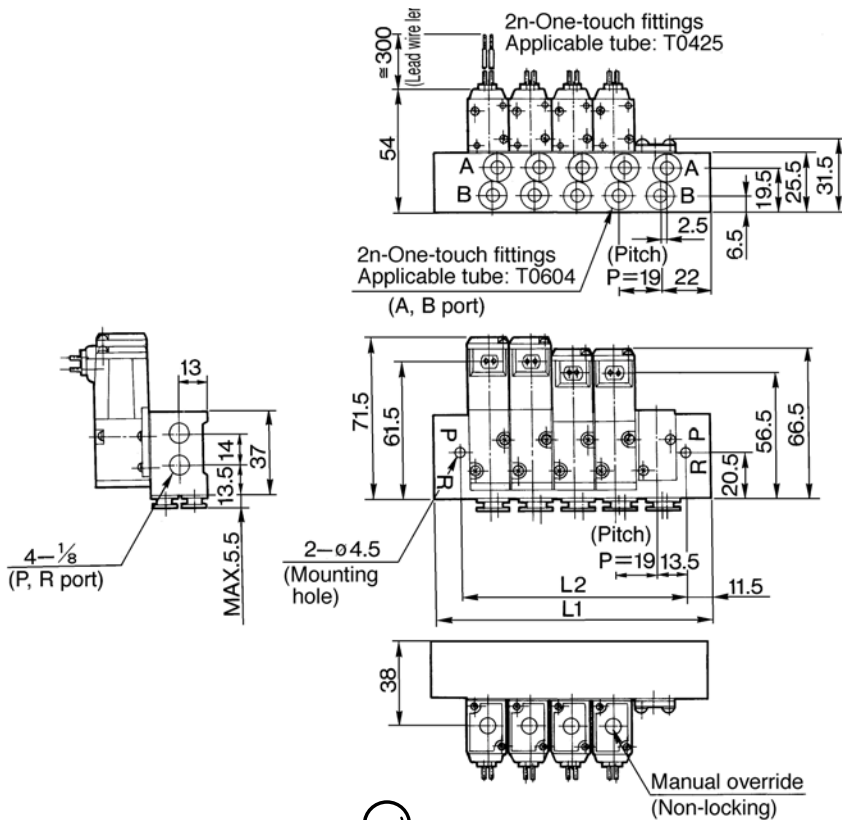 2n-One-touch fittings
Applicable tube: T0425
≅300
(Lead wire ler
54
A
A
B
B
19.5
25.5
31.5
6.5
2.5
(Pitch)
P=19
22
2n-One-touch fittings
Applicable tube: T0604
(A, B port)
13
14
13.5
37
4–⅛
(P, R port)
MAX.5.5
71.5
61.5
P
R
P
R
20.5
56.5
66.5
2–ø4.5
(Mounting
hole)
(Pitch)
P=19
13.5
11.5
L2
L1
38
Manual override
(Non-locking)